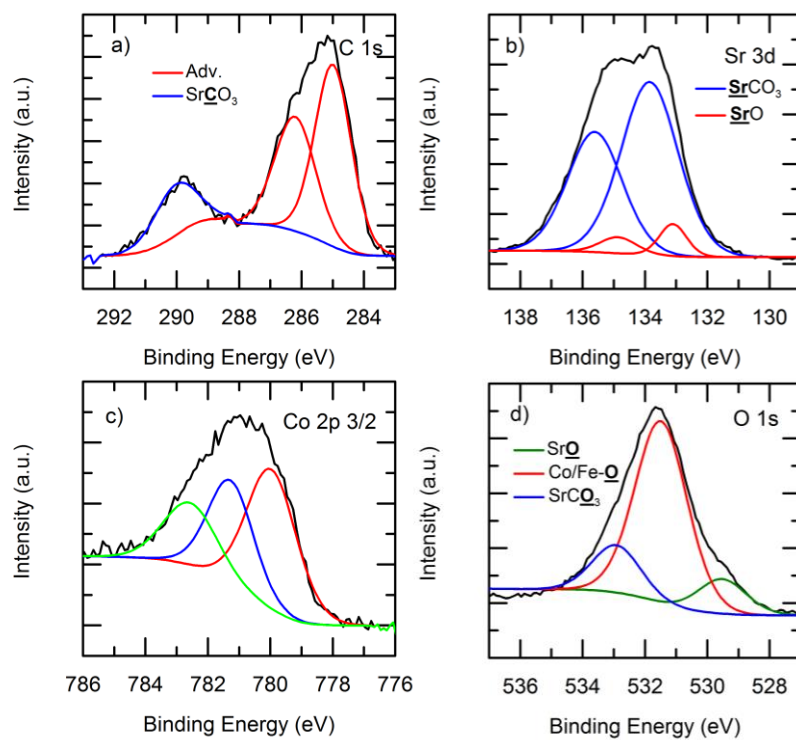 a) C 1s
Adv.
SrCO₃
Intensity (a.u.)
292 290 288 286 284
Binding Energy (eV)
b) Sr 3d
SrCO₃
SrO
Intensity (a.u.)
138 136 134 132 130
Binding Energy (eV)
c) Co 2p 3/2
Intensity (a.u.)
786 784 782 780 778 776
Binding Energy (eV)
d) O 1s
SrO
Co/Fe-O
SrCO₃
Intensity (a.u.)
536 534 532 530 528
Binding Energy (eV)